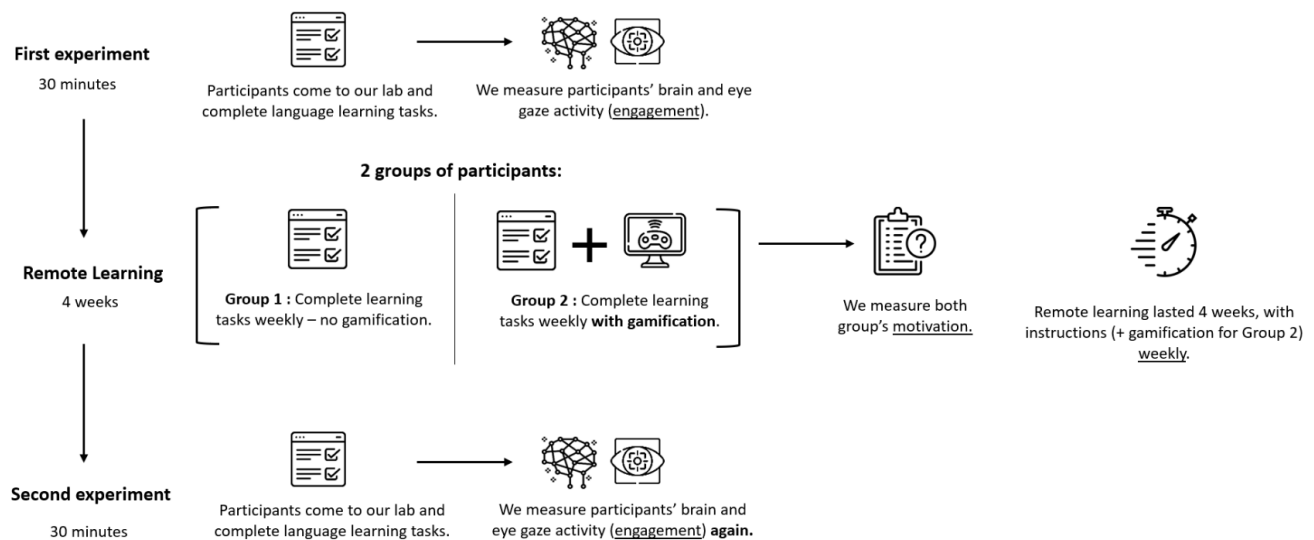 First experiment
30 minutes
Participants come to our lab and
complete language learning tasks.
We measure participants’ brain and eye
gaze activity (engagement).
2 groups of participants:
Remote Learning
4 weeks
Group 1 : Complete learning
tasks weekly – no gamification.
Group 2 : Complete learning
tasks weekly with gamification.
We measure both
group’s motivation.
Remote learning lasted 4 weeks, with
instructions (+ gamification for Group 2)
weekly.
Second experiment
30 minutes
Participants come to our lab and
complete language learning tasks.
We measure participants’ brain and
eye gaze activity (engagement) again.